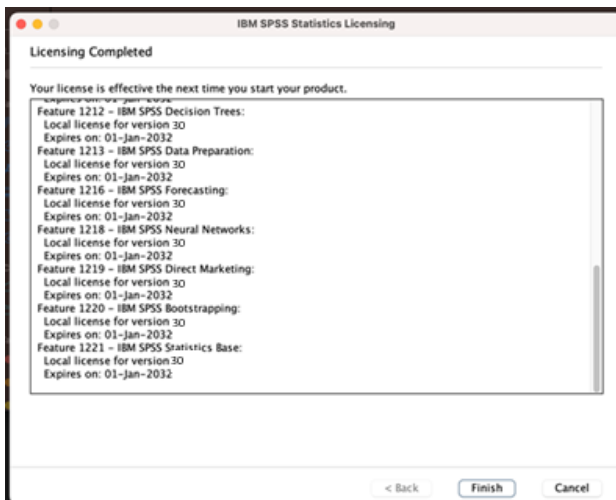 IBM SPSS Statistics Licensing
Licensing Completed
Your license is effective the next time you start your product.
Expires on: 01-Jan-2032
Feature 1212 - IBM SPSS Decision Trees:
Local license for version 30
Expires on: 01-Jan-2032
Feature 1213 - IBM SPSS Data Preparation:
Local license for version 30
Expires on: 01-Jan-2032
Feature 1216 - IBM SPSS Forecasting:
Local license for version 30
Expires on: 01-Jan-2032
Feature 1218 - IBM SPSS Neural Networks:
Local license for version 30
Expires on: 01-Jan-2032
Feature 1219 - IBM SPSS Direct Marketing:
Local license for version 30
Expires on: 01-Jan-2032
Feature 1220 - IBM SPSS Bootstrapping:
Local license for version 30
Expires on: 01-Jan-2032
Feature 1221 - IBM SPSS Statistics Base:
Local license for version 30
Expires on: 01-Jan-2032
< Back Finish Cancel